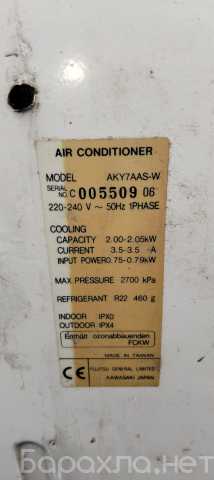 AIR CONDITIONER
MODEL AKY7AAS-W
SERIAL NO. C 005509 06
220-240 V ~ 50Hz 1PHASE
COOLING
CAPACITY 2.00-2.05kW
CURRENT 3.5-3.5 A
INPUT POWER 0.75-0.79kW
MAX PRESSURE 2700 kPa
REFRIGERANT R22 460 g
INDOOR IPX0
OUTDOOR IPX4
Enthält ozonabbauenden
FCKW
MADE IN TAIWAN
CE FUJITSU GENERAL LIMITED
KAWASAKI JAPAN
Барахла.нет